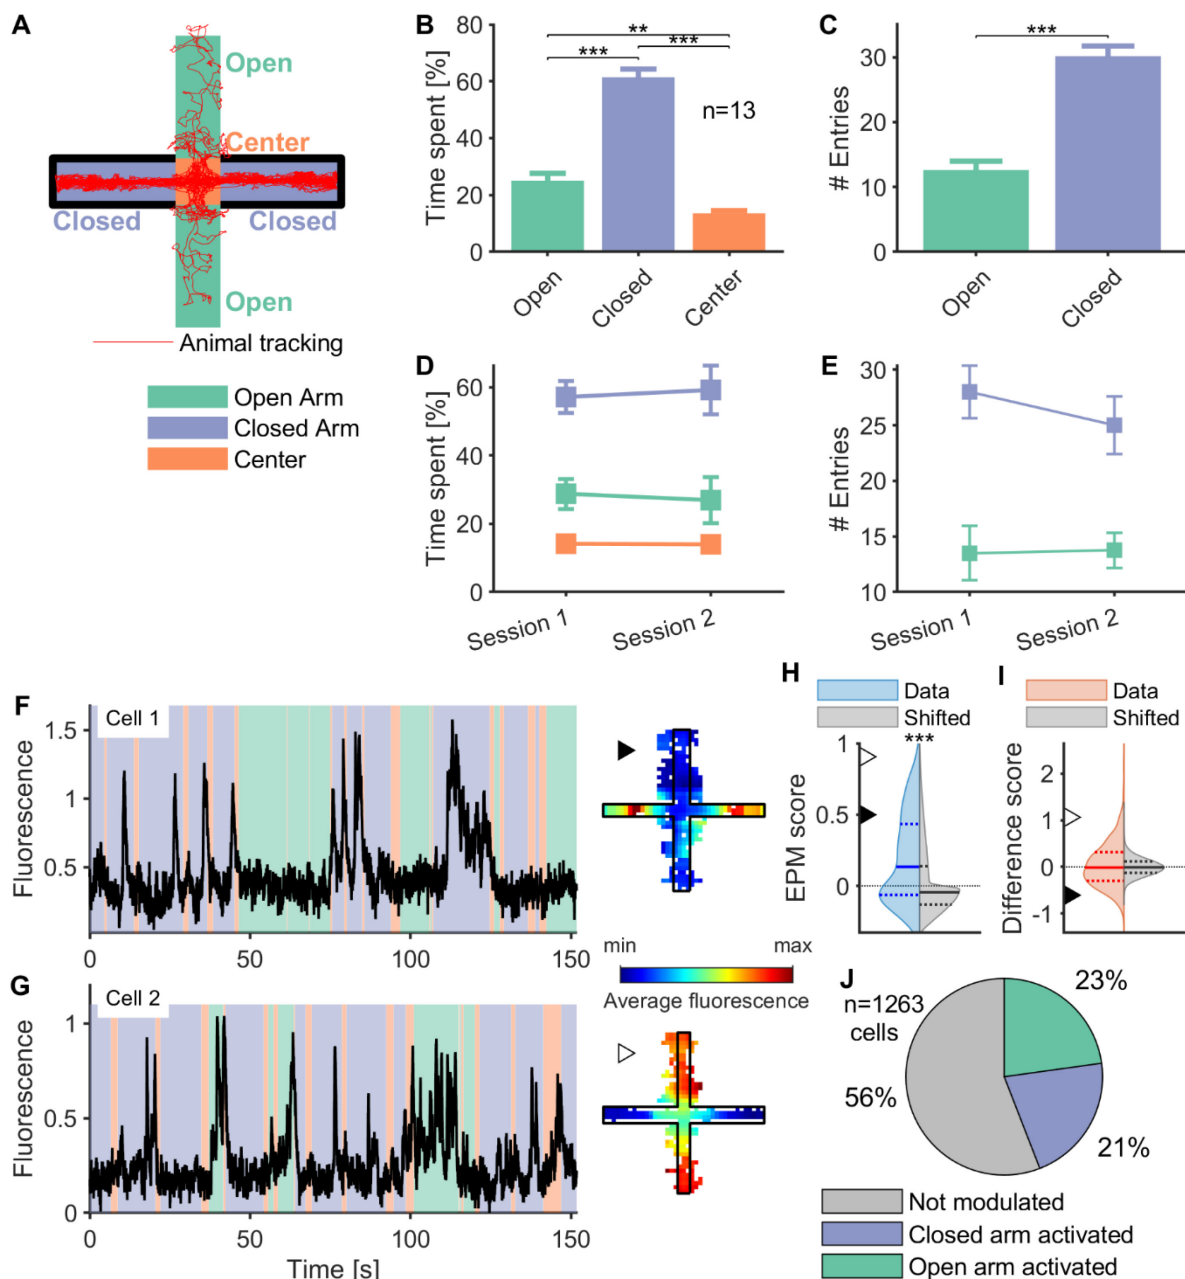 A
Open
Center
Closed
Closed
Open
Animal tracking
Open Arm
Closed Arm
Center
B
Time spent [%]
80
60
40
20
0
**
***
***
n=13
Open
Closed
Center
C
# Entries
30
20
10
0
***
Open
Closed
D
Time spent [%]
60
40
20
0
Session 1
Session 2
E
# Entries
30
25
20
15
10
Session 1
Session 2
F
Cell 1
Fluorescence
1.5
1
0.5
0
50
100
150
min
max
Average fluorescence
G
Cell 2
Fluorescence
1
0.5
0
0
50
100
150
Time [s]
H
Data
Shifted
***
EPM score
1
0.5
0
I
Data
Shifted
Difference score
2
1
0
-1
J
n=1263
cells
23%
56%
21%
Not modulated
Closed arm activated
Open arm activated